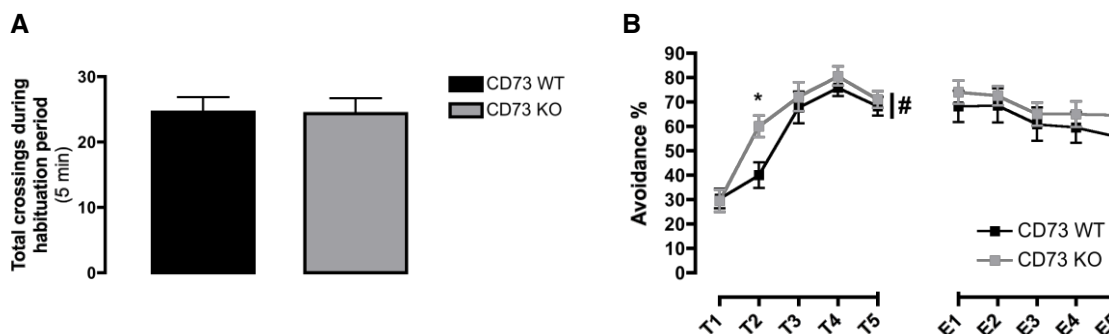 A
Total crossings during
habituation period
(5 min)
30
20
10
0
CD73 WT
CD73 KO
B
Avoidance %
90
80
70
60
50
40
30
20
10
0
*
#
CD73 WT
CD73 KO
T1 T2 T3 T4 T5 E1 E2 E3 E4 E5